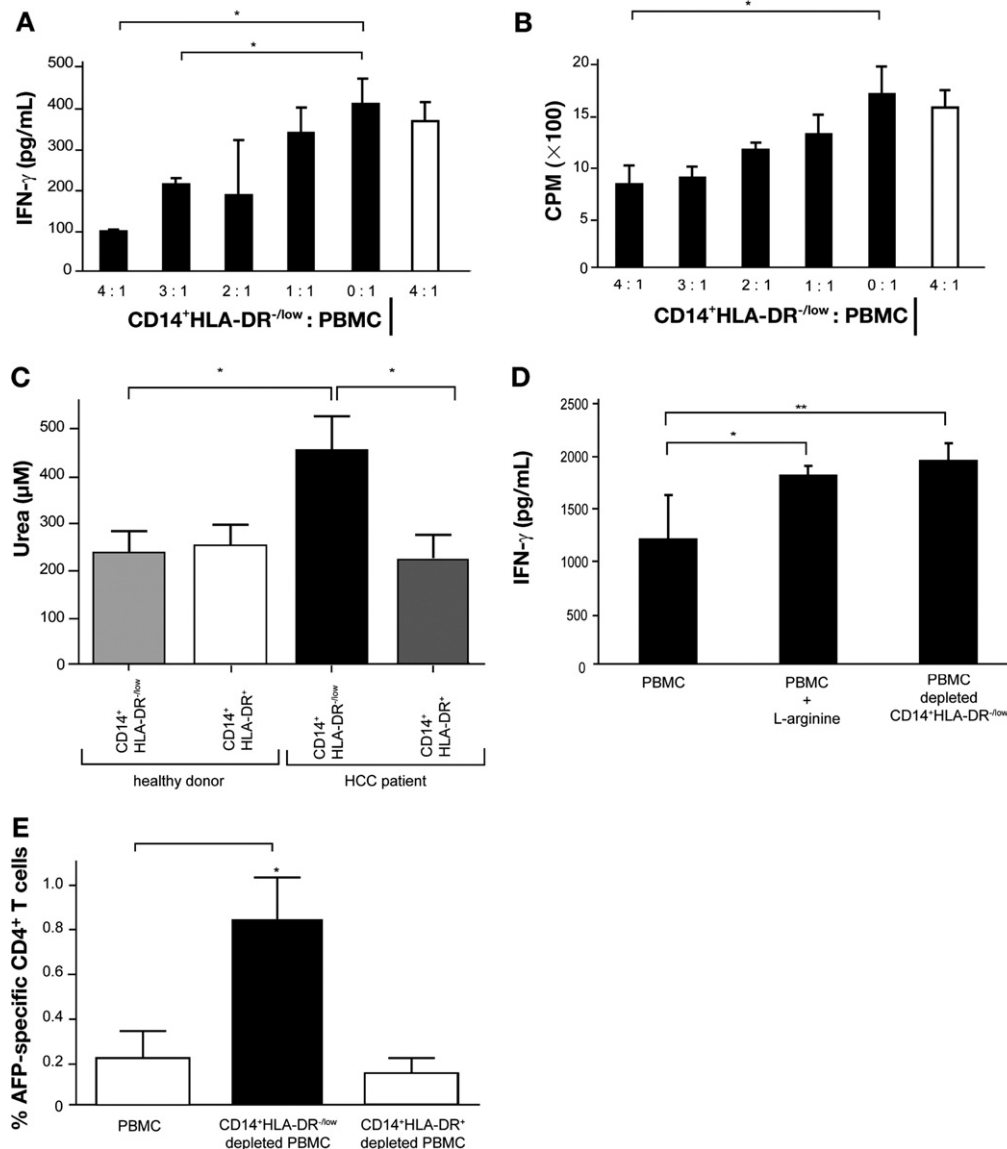 A
*
*
IFN-γ (pg/mL)
500
400
300
200
100
0
4 : 1
3 : 1
2 : 1
1 : 1
0 : 1
4 : 1
CD14⁺HLA-DR⁻/ˡᵒʷ : PBMC
B
*
CPM (×100)
20
15
10
5
0
4 : 1
3 : 1
2 : 1
1 : 1
0 : 1
4 : 1
CD14⁺HLA-DR⁻/ˡᵒʷ : PBMC
C
*
*
Urea (μM)
500
400
300
200
100
0
CD14⁺
HLA-DR⁻/ˡᵒʷ
CD14⁺
HLA-DR⁺
CD14⁺
HLA-DR⁻/ˡᵒʷ
CD14⁺
HLA-DR⁺
healthy donor
HCC patient
D
**
*
IFN-γ (pg/mL)
2500
2000
1500
1000
500
0
PBMC
PBMC
+
L-arginine
PBMC
depleted
CD14⁺HLA-DR⁻/ˡᵒʷ
E
*
% AFP-specific CD4⁺ T cells
1.0
0.8
0.6
0.4
0.2
0
PBMC
CD14⁺HLA-DR⁻/ˡᵒʷ
depleted PBMC
CD14⁺HLA-DR⁺
depleted PBMC